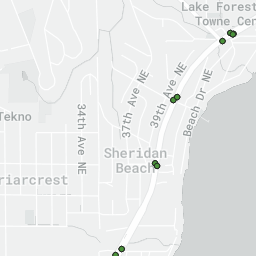 Lake Forest
Towne Cen
39th Ave NE
37th Ave NE
34th Ave NE
Beach Dr NE
Tekno
Sheridan
Beach
riarcrest